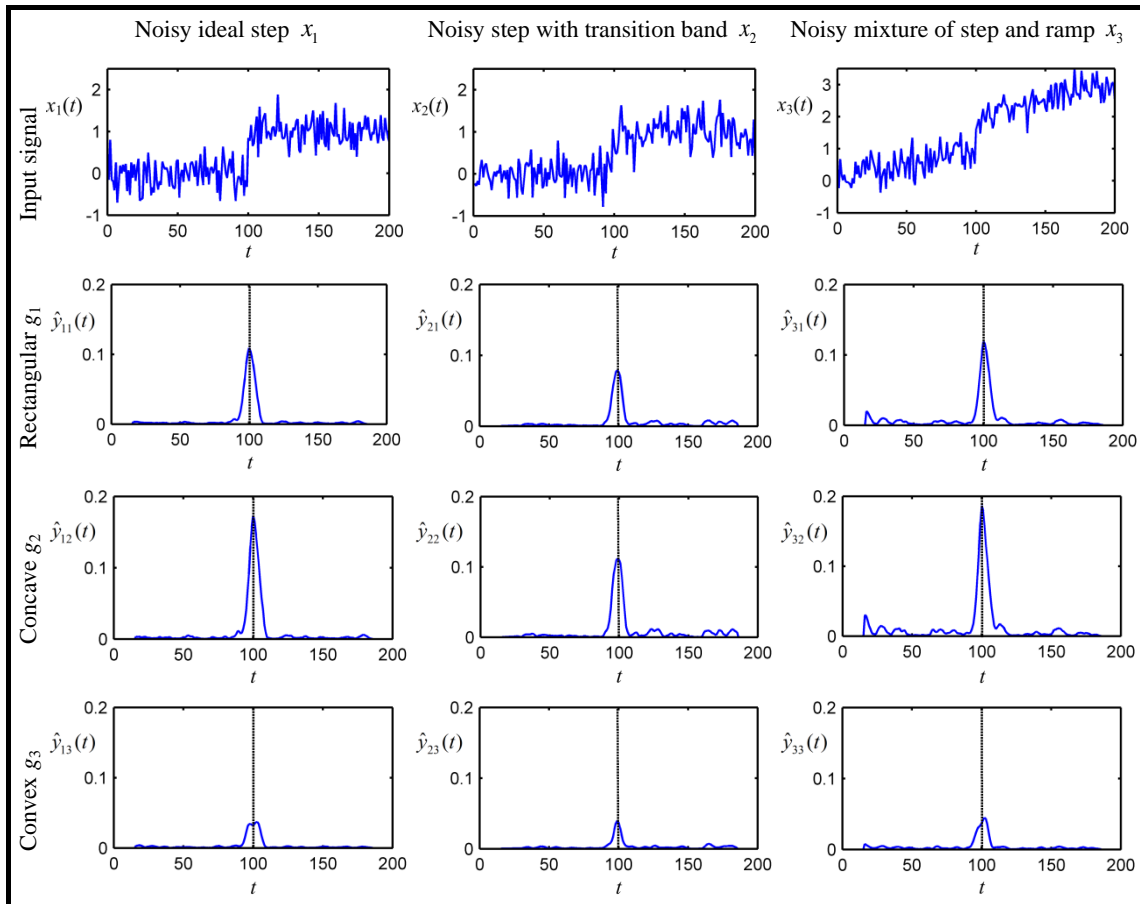 Noisy ideal step x₁
Noisy step with transition band x₂
Noisy mixture of step and ramp x₃
Input signal
x₁(t)
2
1
0
-1
0 50 100 150 200
t
x₂(t)
2
1
0
-1
0 50 100 150 200
t
x₃(t)
3
2
1
0
-1
0 50 100 150 200
t
Rectangular g₁
0.2
ŷ₁₁(t)
0.1
0
0 50 100 150 200
t
0.2
ŷ₂₁(t)
0.1
0
0 50 100 150 200
t
0.2
ŷ₃₁(t)
0.1
0
0 50 100 150 200
t
Concave g₂
0.2
ŷ₁₂(t)
0.1
0
0 50 100 150 200
t
0.2
ŷ₂₂(t)
0.1
0
0 50 100 150 200
t
0.2
ŷ₃₂(t)
0.1
0
0 50 100 150 200
t
Convex g₃
0.2
ŷ₁₃(t)
0.1
0
0 50 100 150 200
t
0.2
ŷ₂₃(t)
0.1
0
0 50 100 150 200
t
0.2
ŷ₃₃(t)
0.1
0
0 50 100 150 200
t